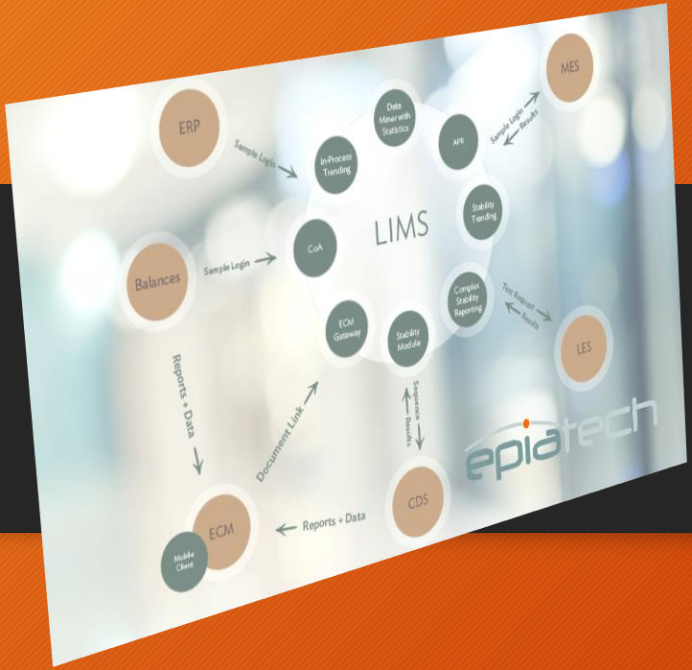 ERP
MES
Data
Miner with
Statistics
APR
Sample Login
Sample Login
Results
In-Process
Trending
Stability
Trending
LIMS
CoA
Balances
Sample Login
Complex
Stability
Reporting
Test Request
Results
ECM
Gateway
Stability
Module
LES
Reports + Data
Document Link
Sequence
Results
epiatech
CDS
ECM
Reports + Data
Mobile
Client